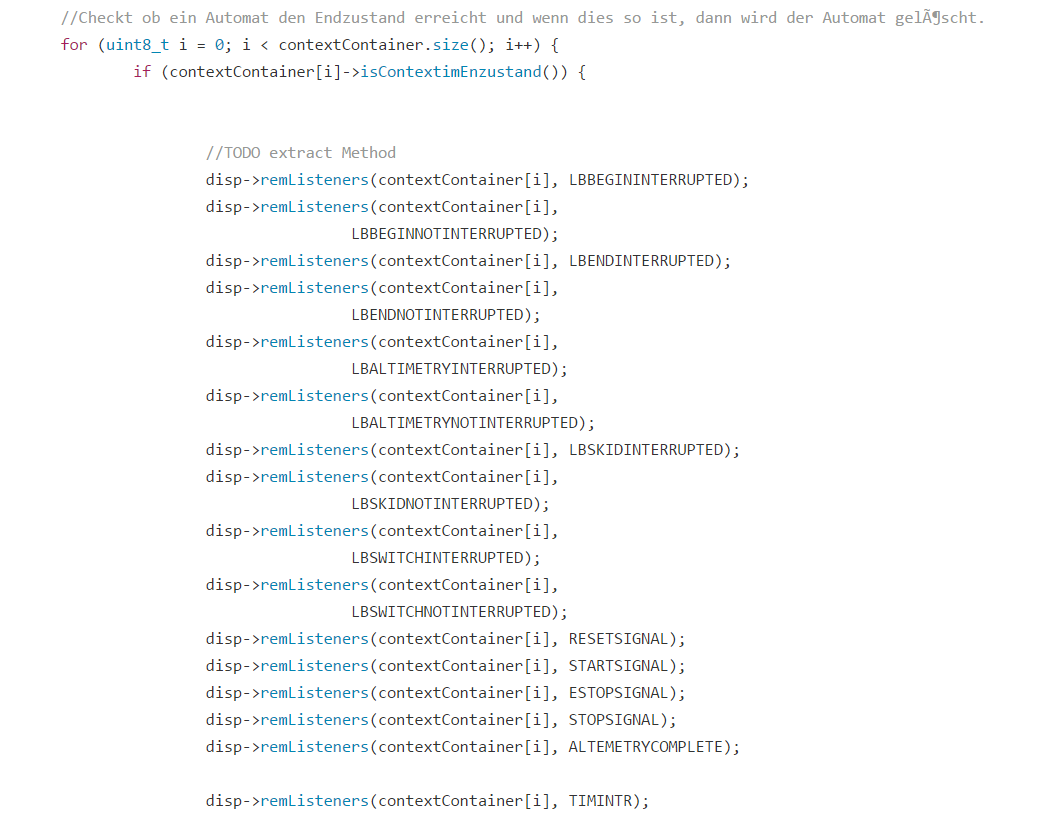 //Checkt ob ein Automat den Endzustand erreicht und wenn dies so ist, dann wird der Automat gelÃ¶scht.
for (uint8_t i = 0; i < contextContainer.size(); i++) {
if (contextContainer[i]->isContextimEnzustand()) {
//TODO extract Method
disp->remListeners(contextContainer[i], LBBEGININTERRUPTED);
disp->remListeners(contextContainer[i],
LBBEGINNOTINTERRUPTED);
disp->remListeners(contextContainer[i], LBENDINTERRUPTED);
disp->remListeners(contextContainer[i],
LBENDNOTINTERRUPTED);
disp->remListeners(contextContainer[i],
LBALTIMETRYINTERRUPTED);
disp->remListeners(contextContainer[i],
LBALTIMETRYNOTINTERRUPTED);
disp->remListeners(contextContainer[i], LBSKIDINTERRUPTED);
disp->remListeners(contextContainer[i],
LBSKIDNOTINTERRUPTED);
disp->remListeners(contextContainer[i],
LBSWITCHINTERRUPTED);
disp->remListeners(contextContainer[i],
LBSWITCHNOTINTERRUPTED);
disp->remListeners(contextContainer[i], RESETSIGNAL);
disp->remListeners(contextContainer[i], STARTSIGNAL);
disp->remListeners(contextContainer[i], ESTOPSIGNAL);
disp->remListeners(contextContainer[i], STOPSIGNAL);
disp->remListeners(contextContainer[i], ALTEMETRYCOMPLETE);
disp->remListeners(contextContainer[i], TIMINTR);